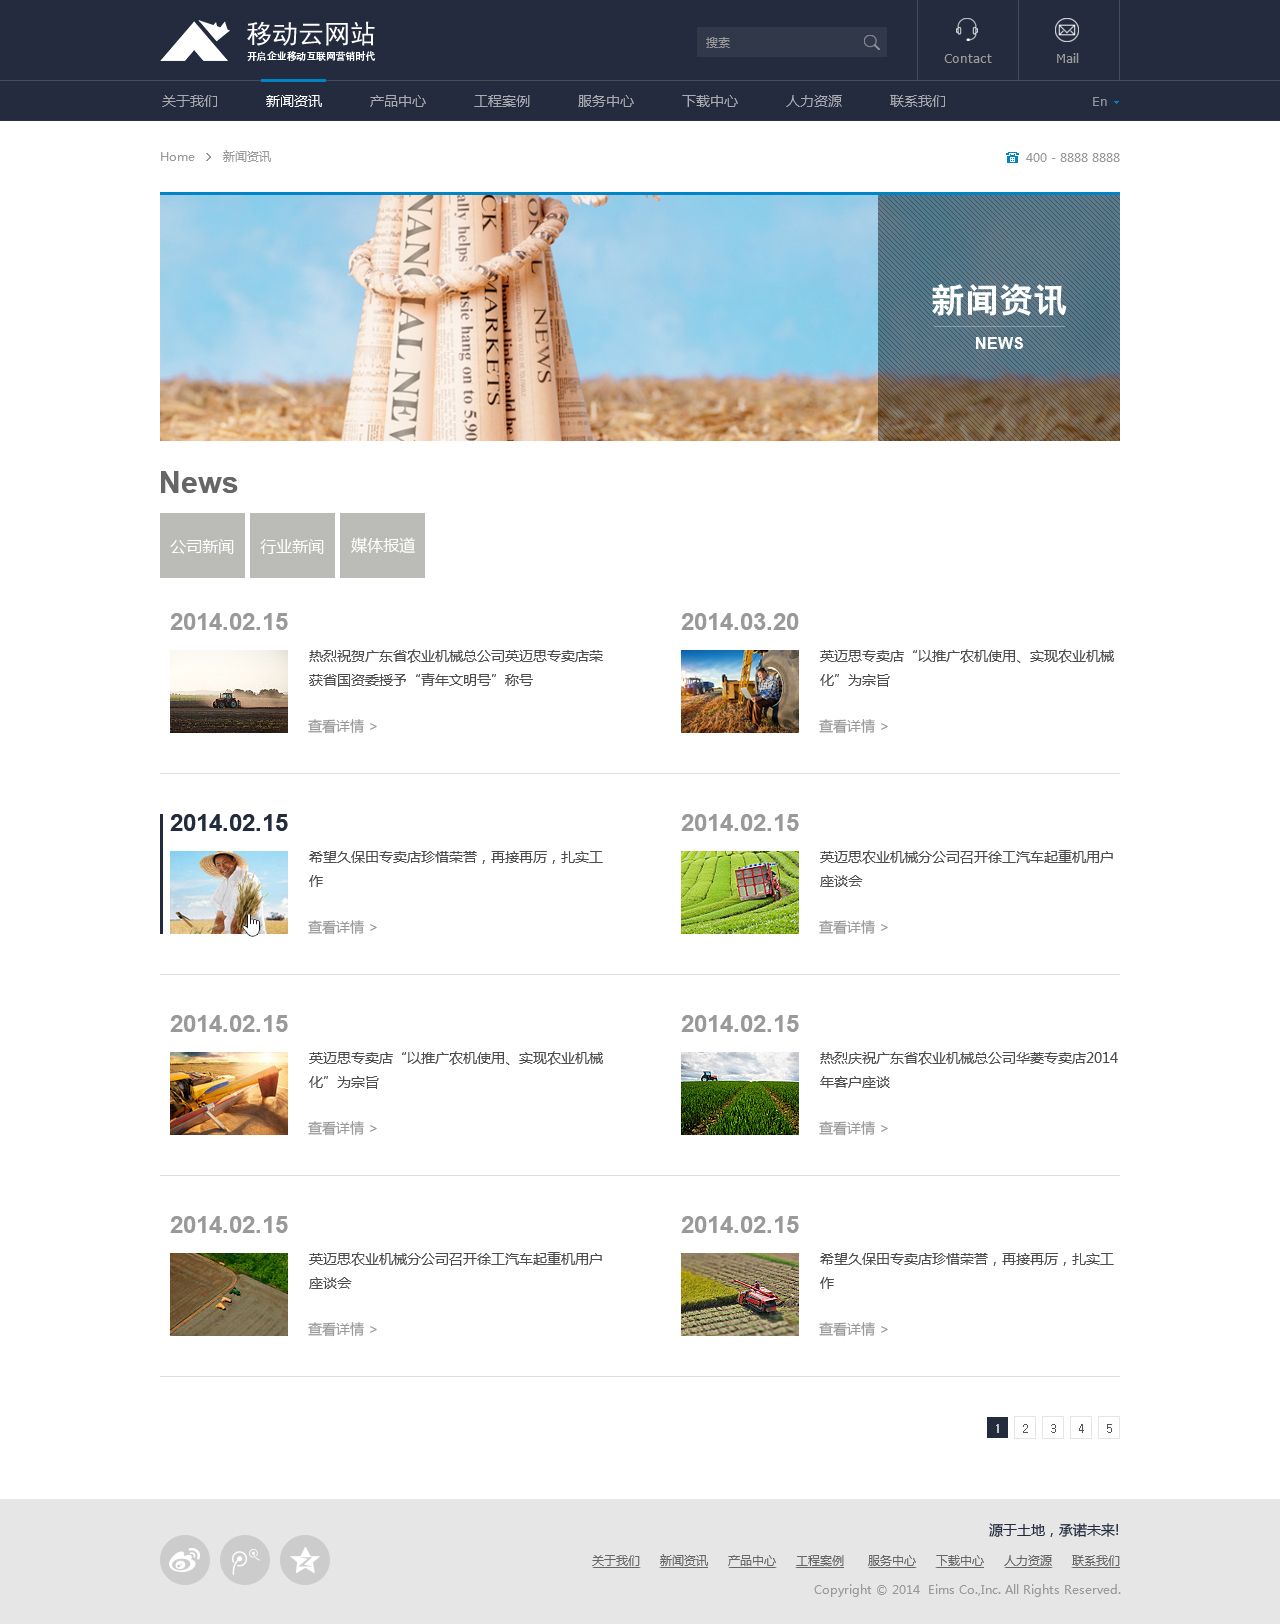 移动云网站
开启企业移动互联网营销时代
搜索
Contact
Mail
关于我们 新闻资讯 产品中心 工程案例 服务中心 下载中心 人力资源 联系我们 En
Home > 新闻资讯
400 - 8888 8888
NANCIAL NEW
ally helps
CK MARKETS
tsie hang on to 5,90
NEWS
新闻资讯
NEWS
News
公司新闻 行业新闻 媒体报道
2014.02.15
热烈祝贺广东省农业机械总公司英迈思专卖店荣
获省国资委授予“青年文明号”称号
查看详情 >
2014.03.20
英迈思专卖店“以推广农机使用、实现农业机械
化”为宗旨
查看详情 >
2014.02.15
希望久保田专卖店珍惜荣誉，再接再厉，扎实工
作
查看详情 >
2014.02.15
英迈思农业机械分公司召开徐工汽车起重机用户
座谈会
查看详情 >
2014.02.15
英迈思专卖店“以推广农机使用、实现农业机械
化”为宗旨
查看详情 >
2014.02.15
热烈庆祝广东省农业机械总公司华菱专卖店2014
年客户座谈
查看详情 >
2014.02.15
英迈思农业机械分公司召开徐工汽车起重机用户
座谈会
查看详情 >
2014.02.15
希望久保田专卖店珍惜荣誉，再接再厉，扎实工
作
查看详情 >
1 2 3 4 5
源于土地，承诺未来!
关于我们 新闻资讯 产品中心 工程案例 服务中心 下载中心 人力资源 联系我们
Copyright © 2014 Eims Co.,Inc. All Rights Reserved.